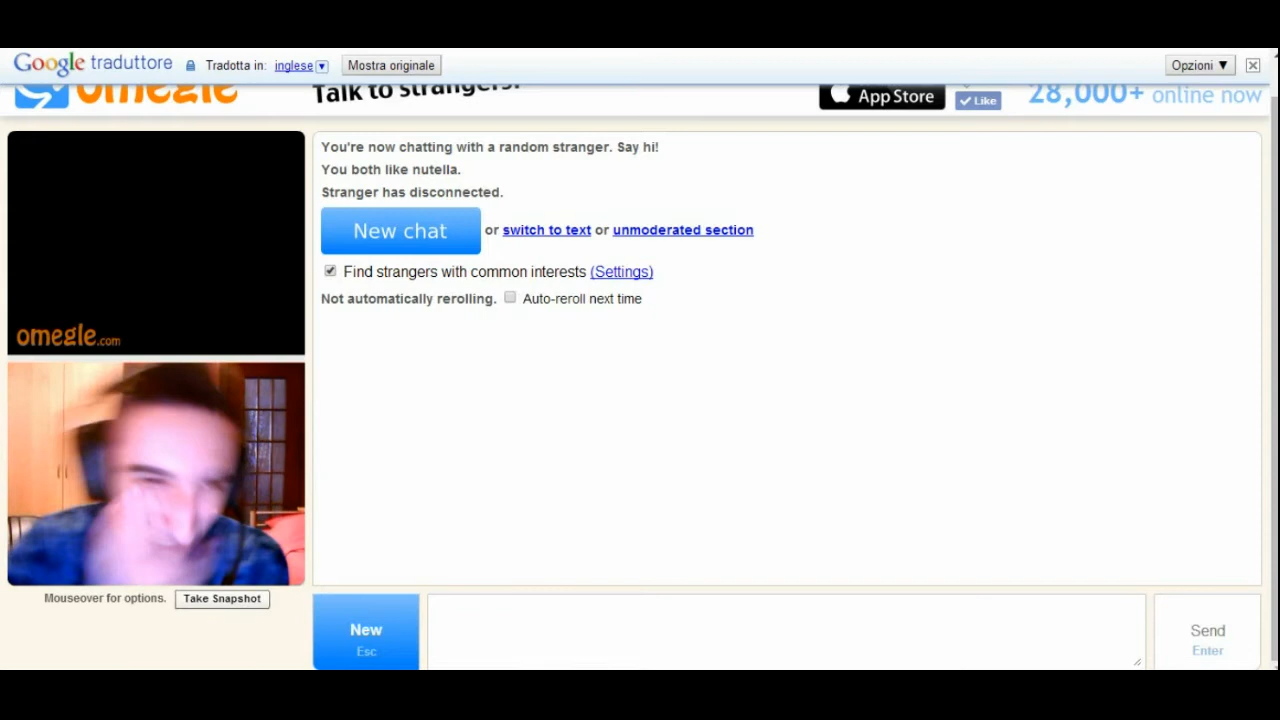 Google traduttore Tradotta in: inglese Mostra originale Opzioni ▼
omegle Talk to strangers! App Store Like 28,000+ online now
You're now chatting with a random stranger. Say hi!
You both like nutella.
Stranger has disconnected.
New chat or switch to text or unmoderated section
Find strangers with common interests (Settings)
Not automatically rerolling. Auto-reroll next time
omegle.com
Mouseover for options. Take Snapshot
New
Esc
Send
Enter